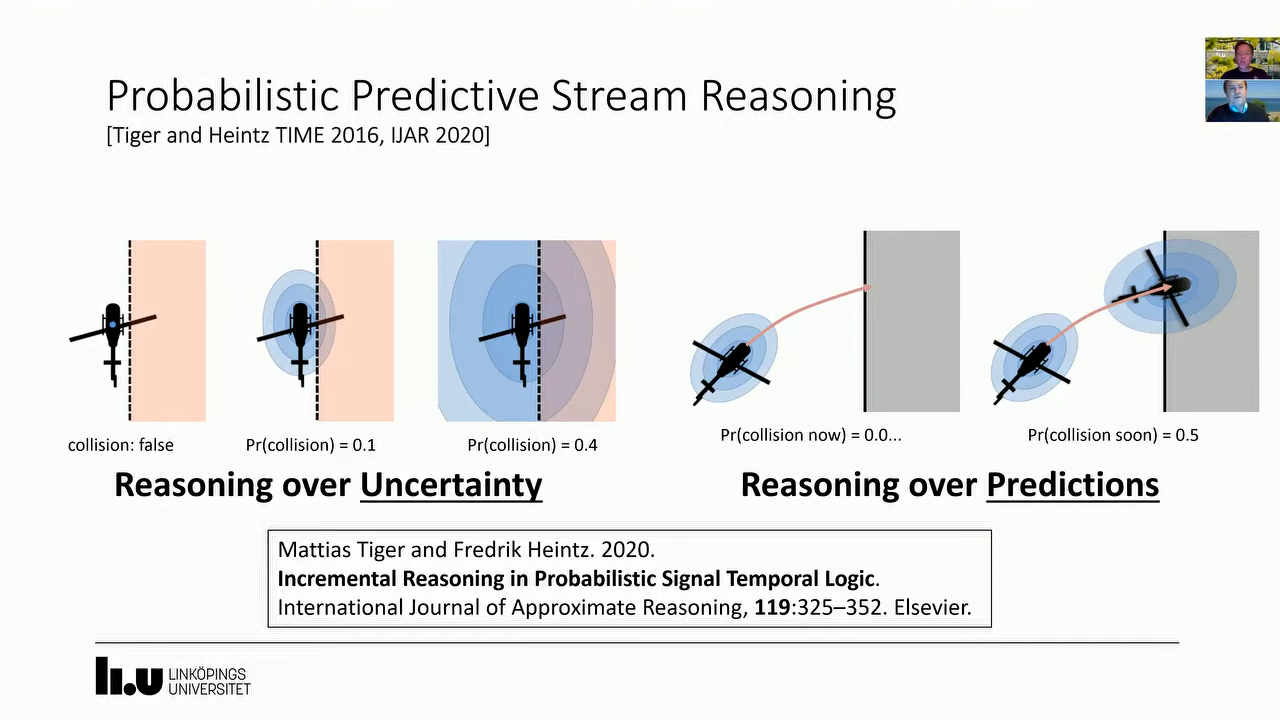 Probabilistic Predictive Stream Reasoning
[Tiger and Heintz TIME 2016, IJAR 2020]
collision: false
Pr(collision) = 0.1
Pr(collision) = 0.4
Pr(collision now) = 0.0...
Pr(collision soon) = 0.5
Reasoning over Uncertainty
Reasoning over Predictions
Mattias Tiger and Fredrik Heintz. 2020.
Incremental Reasoning in Probabilistic Signal Temporal Logic.
International Journal of Approximate Reasoning, 119:325–352. Elsevier.
li.u LINKÖPINGS
UNIVERSITET